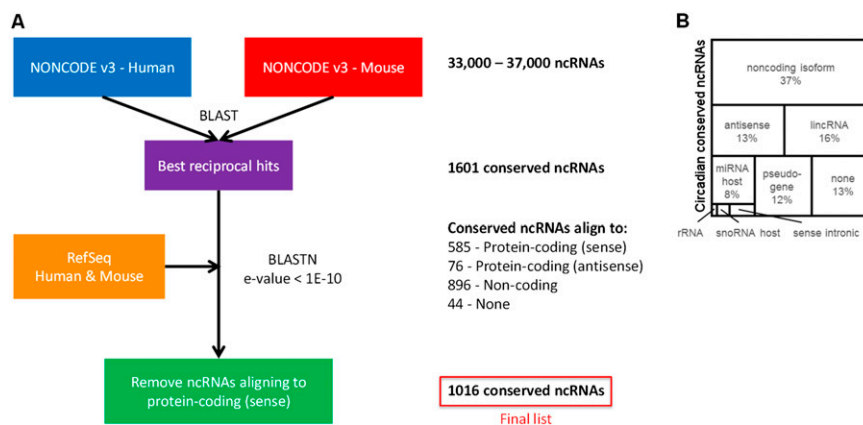 A
NONCODE v3 - Human
NONCODE v3 - Mouse
33,000 – 37,000 ncRNAs
BLAST
Best reciprocal hits
1601 conserved ncRNAs
RefSeq
Human & Mouse
BLASTN
e-value < 1E-10
Conserved ncRNAs align to:
585 - Protein-coding (sense)
76 - Protein-coding (antisense)
896 - Non-coding
44 - None
Remove ncRNAs aligning to
protein-coding (sense)
1016 conserved ncRNAs
Final list
B
Circadian conserved ncRNAs
noncoding isoform
37%
antisense
13%
lincRNA
16%
miRNA
host
8%
pseudo-
gene
12%
none
13%
rRNA
snoRNA host
sense intronic